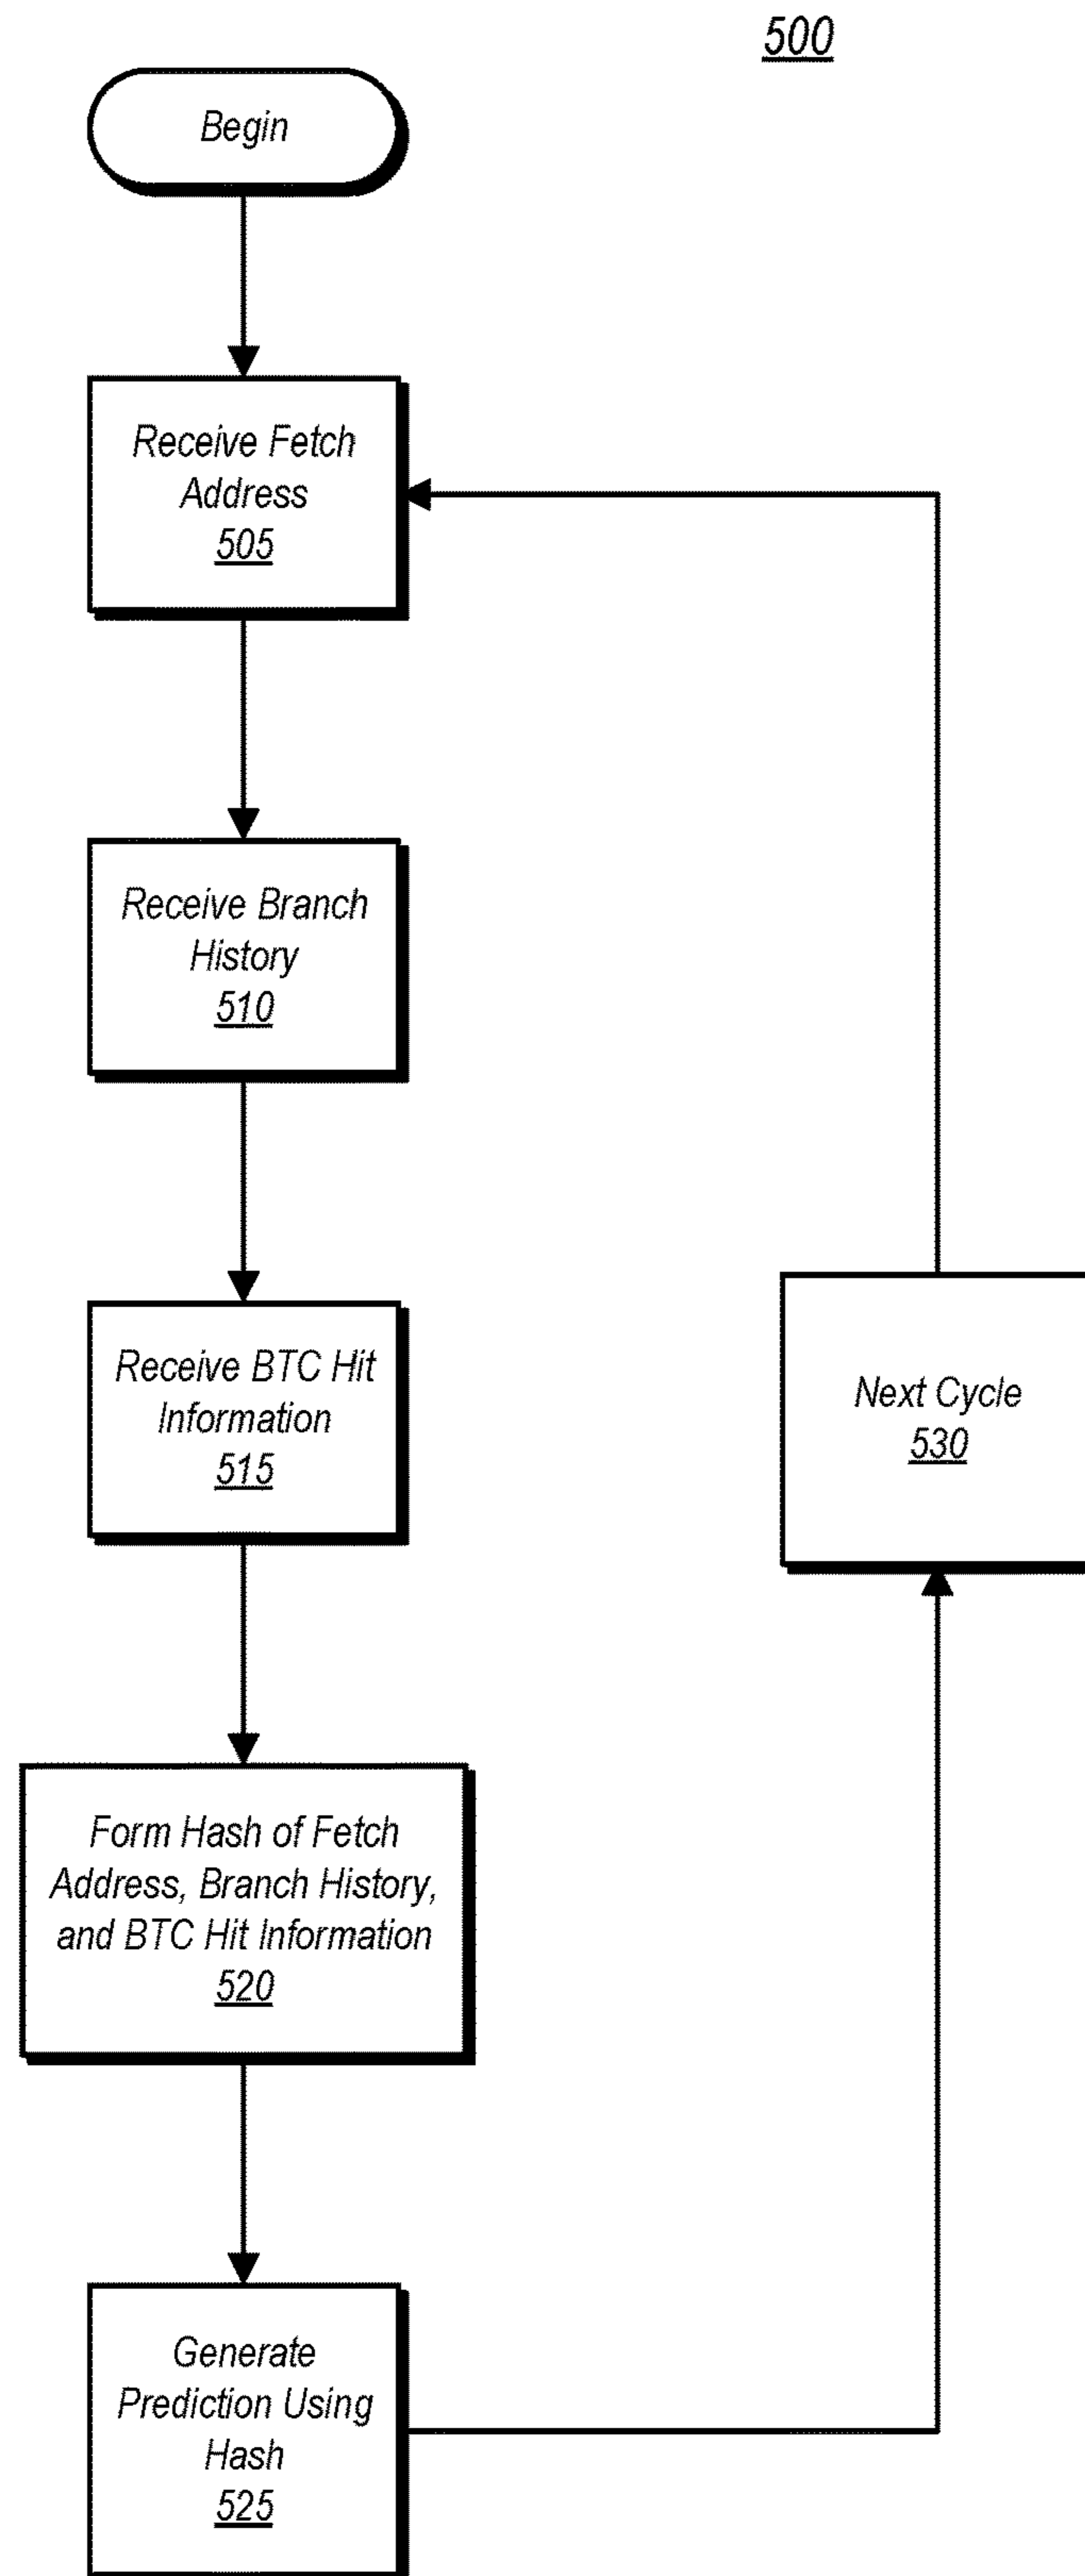 500
Begin
Receive Fetch
Address
505
Receive Branch
History
510
Receive BTC Hit
Information
515
Next Cycle
530
Form Hash of Fetch
Address, Branch History,
and BTC Hit Information
520
Generate
Prediction Using
Hash
525